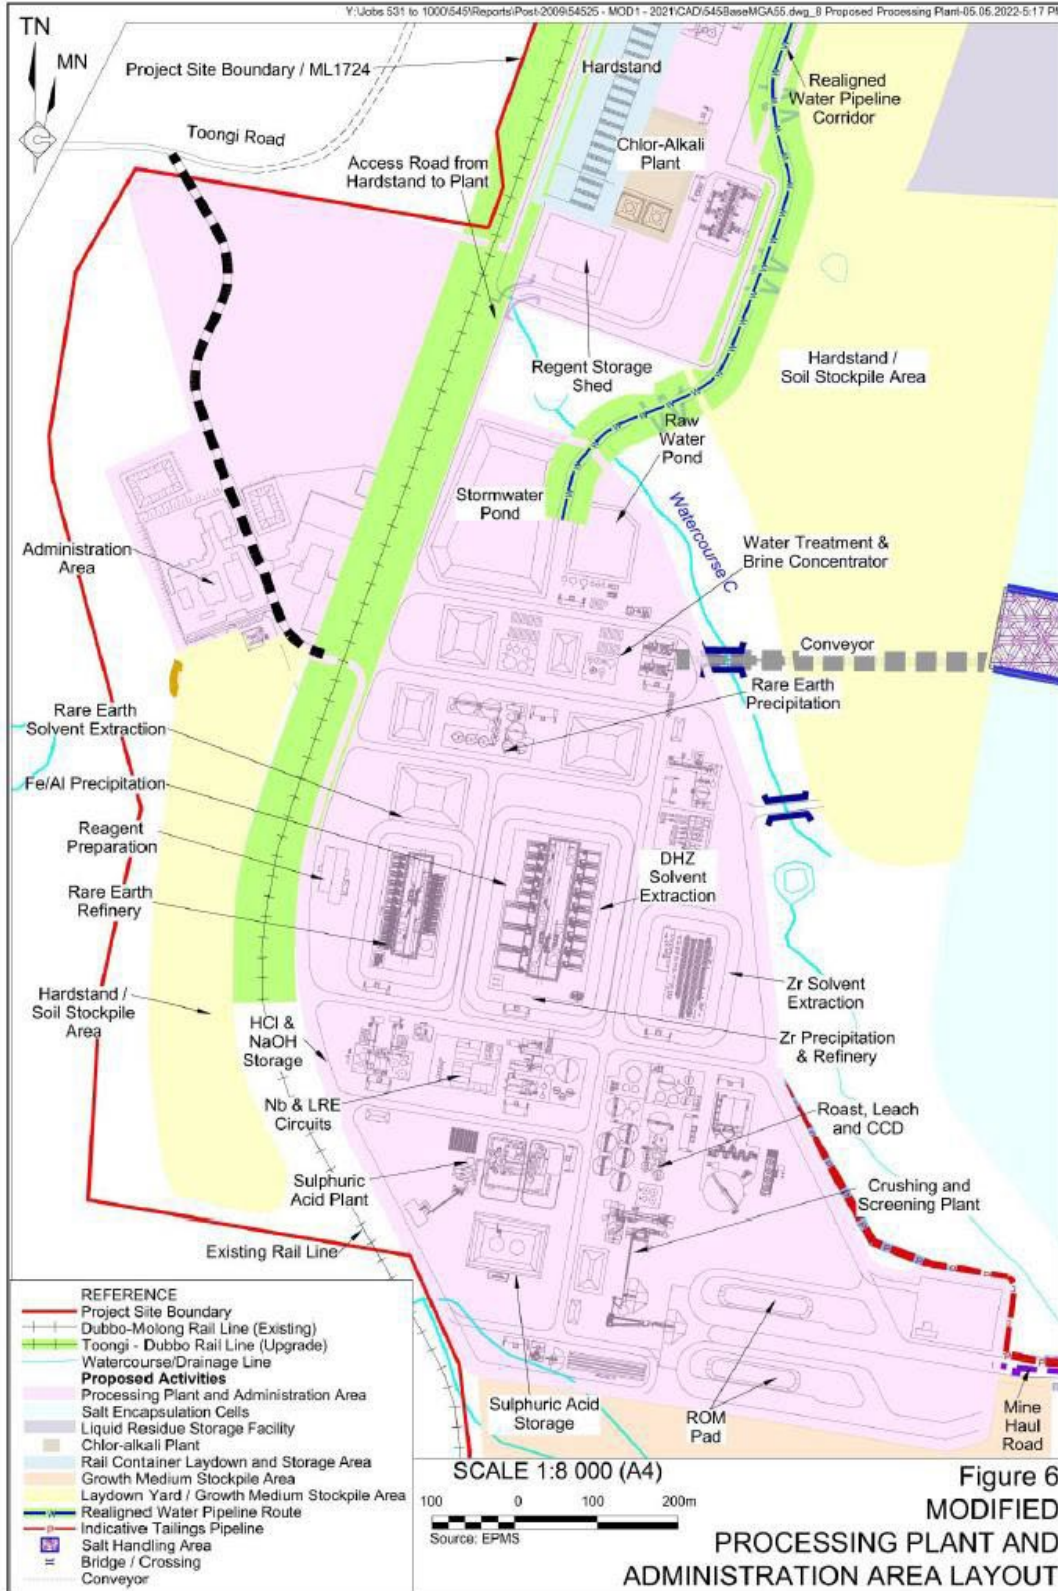 Y:\Jobs 531 to 1000\545\Reports\Post-2009\54525 - MOD1 - 2021\CAD\545BaseMGA55.dwg_8 Proposed Processing Plant-05.05.2022-5:17 PM
TN
MN
Project Site Boundary / ML1724
Toongi Road
Access Road from
Hardstand to Plant
Hardstand
Chlor-Alkali
Plant
Realigned
Water Pipeline
Corridor
Regent Storage
Shed
Hardstand /
Soil Stockpile Area
Raw
Water
Pond
Stormwater
Pond
Watercourse C
Administration
Area
Water Treatment &
Brine Concentrator
Conveyor
Rare Earth
Precipitation
Rare Earth
Solvent Extraction
Fe/Al Precipitation
Reagent
Preparation
Rare Earth
Refinery
DHZ
Solvent
Extraction
Hardstand /
Soil Stockpile
Area
Zr Solvent
Extraction
HCl &
NaOH
Storage
Zr Precipitation
& Refinery
Nb & LRE
Circuits
Roast, Leach
and CCD
Sulphuric
Acid Plant
Crushing and
Screening Plant
Existing Rail Line
Sulphuric Acid
Storage
ROM
Pad
Mine
Haul
Road
REFERENCE
Project Site Boundary
Dubbo-Molong Rail Line (Existing)
Toongi - Dubbo Rail Line (Upgrade)
Watercourse/Drainage Line
Proposed Activities
Processing Plant and Administration Area
Salt Encapsulation Cells
Liquid Residue Storage Facility
Chlor-alkali Plant
Rail Container Laydown and Storage Area
Growth Medium Stockpile Area
Laydown Yard / Growth Medium Stockpile Area
Realigned Water Pipeline Route
Indicative Tailings Pipeline
Salt Handling Area
Bridge / Crossing
Conveyor
SCALE 1:8 000 (A4)
100 0 100 200m
Source: EPMS
Figure 6
MODIFIED
PROCESSING PLANT AND
ADMINISTRATION AREA LAYOUT